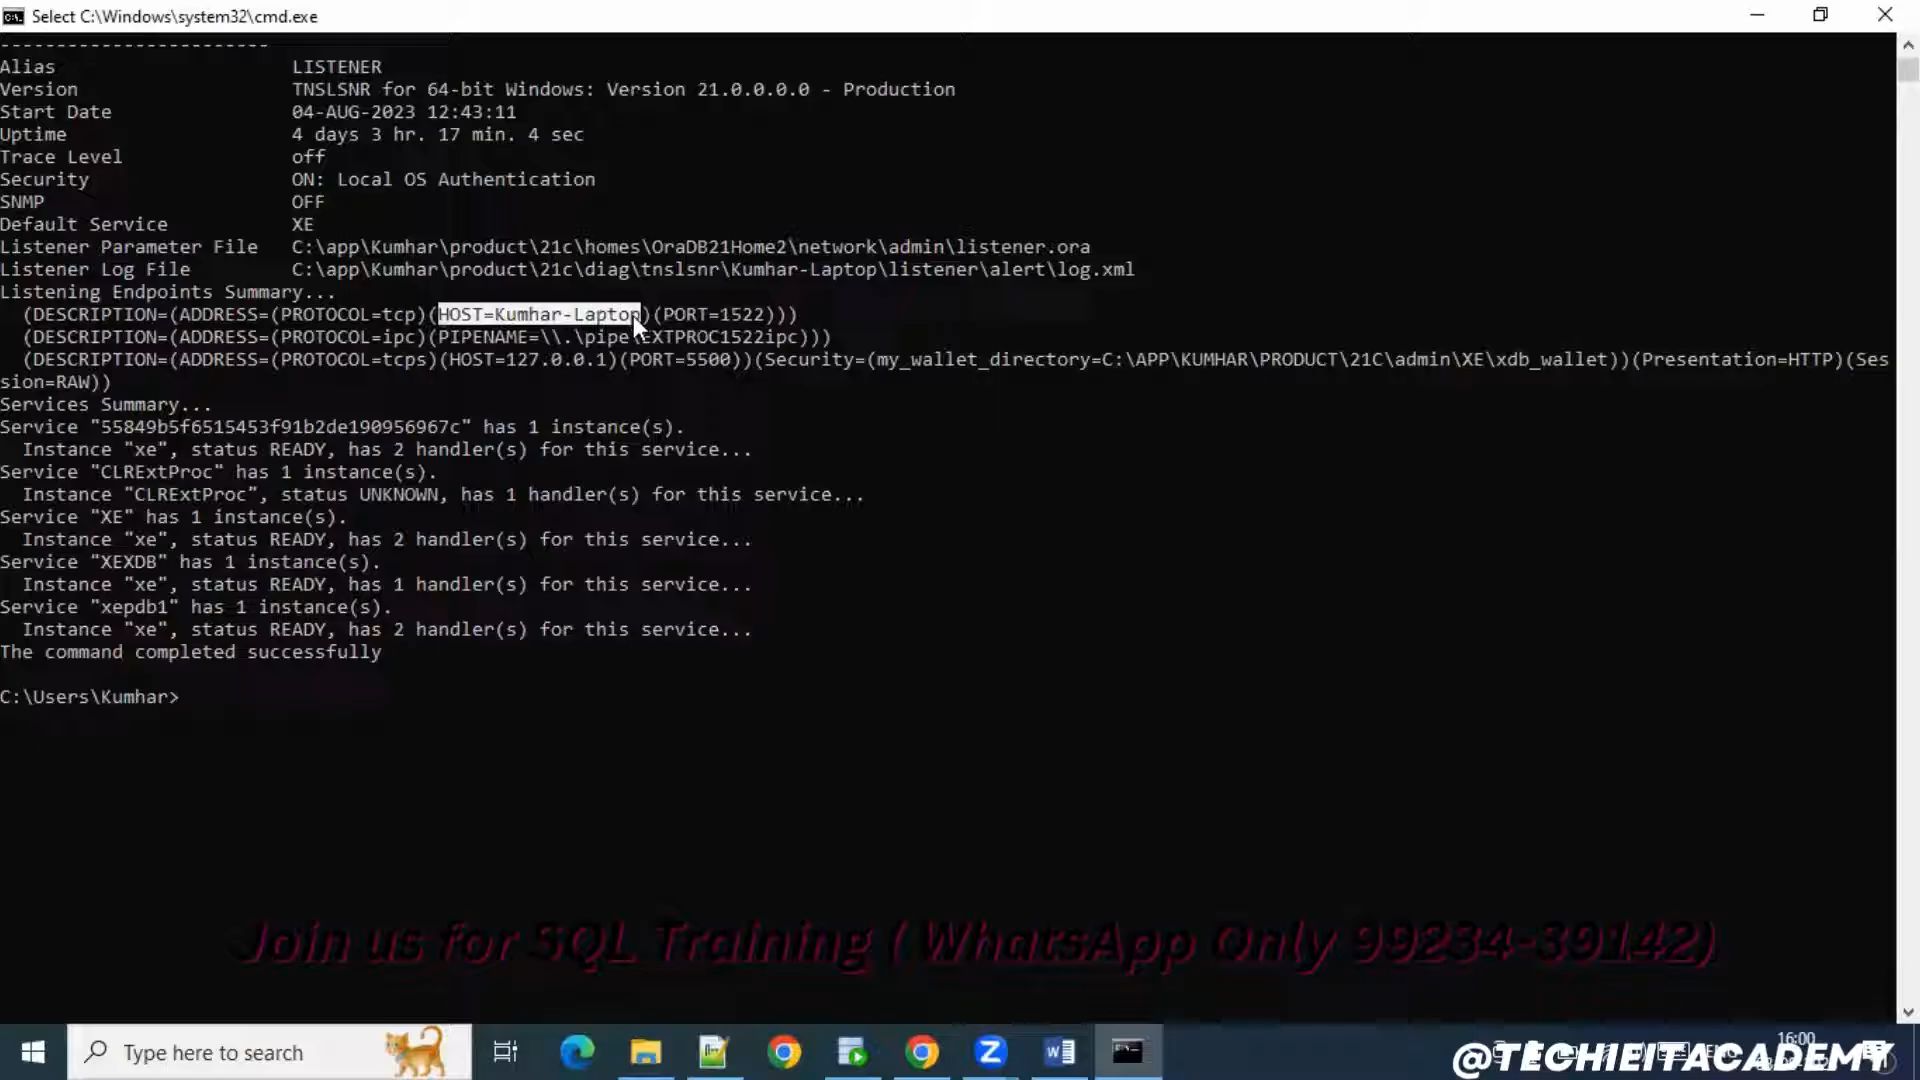 Select C:\Windows\system32\cmd.exe
------------------------
Alias                     LISTENER
Version                   TNSLSNR for 64-bit Windows: Version 21.0.0.0.0 - Production
Start Date                04-AUG-2023 12:43:11
Uptime                    4 days 3 hr. 17 min. 4 sec
Trace Level               off
Security                  ON: Local OS Authentication
SNMP                      OFF
Default Service           XE
Listener Parameter File   C:\app\Kumhar\product\21c\homes\OraDB21Home2\network\admin\listener.ora
Listener Log File         C:\app\Kumhar\product\21c\diag\tnslsnr\Kumhar-Laptop\listener\alert\log.xml
Listening Endpoints Summary...
  (DESCRIPTION=(ADDRESS=(PROTOCOL=tcp)(HOST=Kumhar-Laptop)(PORT=1522)))
  (DESCRIPTION=(ADDRESS=(PROTOCOL=ipc)(PIPENAME=\\.\pipe\EXTPROC1522ipc)))
  (DESCRIPTION=(ADDRESS=(PROTOCOL=tcps)(HOST=127.0.0.1)(PORT=5500))(Security=(my_wallet_directory=C:\APP\KUMHAR\PRODUCT\21C\admin\XE\xdb_wallet))(Presentation=HTTP)(Ses
sion=RAW))
Services Summary...
Service "55849b5f6515453f91b2de190956967c" has 1 instance(s).
  Instance "xe", status READY, has 2 handler(s) for this service...
Service "CLRExtProc" has 1 instance(s).
  Instance "CLRExtProc", status UNKNOWN, has 1 handler(s) for this service...
Service "XE" has 1 instance(s).
  Instance "xe", status READY, has 2 handler(s) for this service...
Service "XEXDB" has 1 instance(s).
  Instance "xe", status READY, has 1 handler(s) for this service...
Service "xepdb1" has 1 instance(s).
  Instance "xe", status READY, has 2 handler(s) for this service...
The command completed successfully
C:\Users\Kumhar>
Join us for SQL Training ( WhatsApp Only 99234-39142)
Type here to search
16:00
@TECHIEITACADEMY